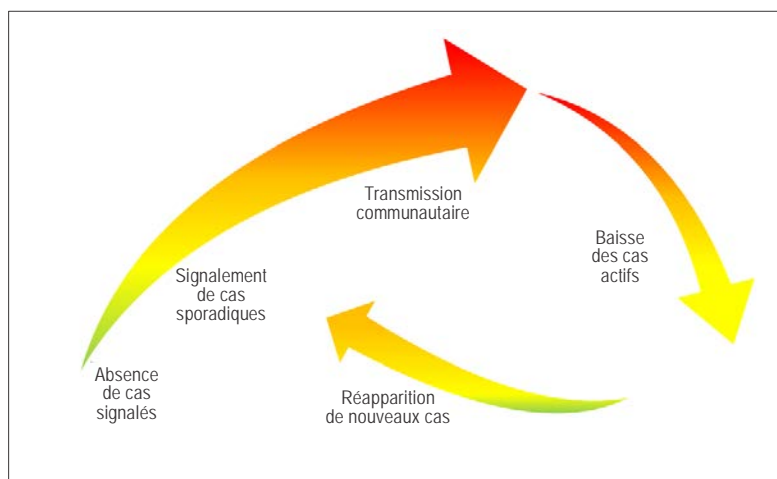 Transmission
communautaire
Baisse
des cas
actifs
Signalement
de cas
sporadiques
Absence
de cas
signalés
Réapparition
de nouveaux cas